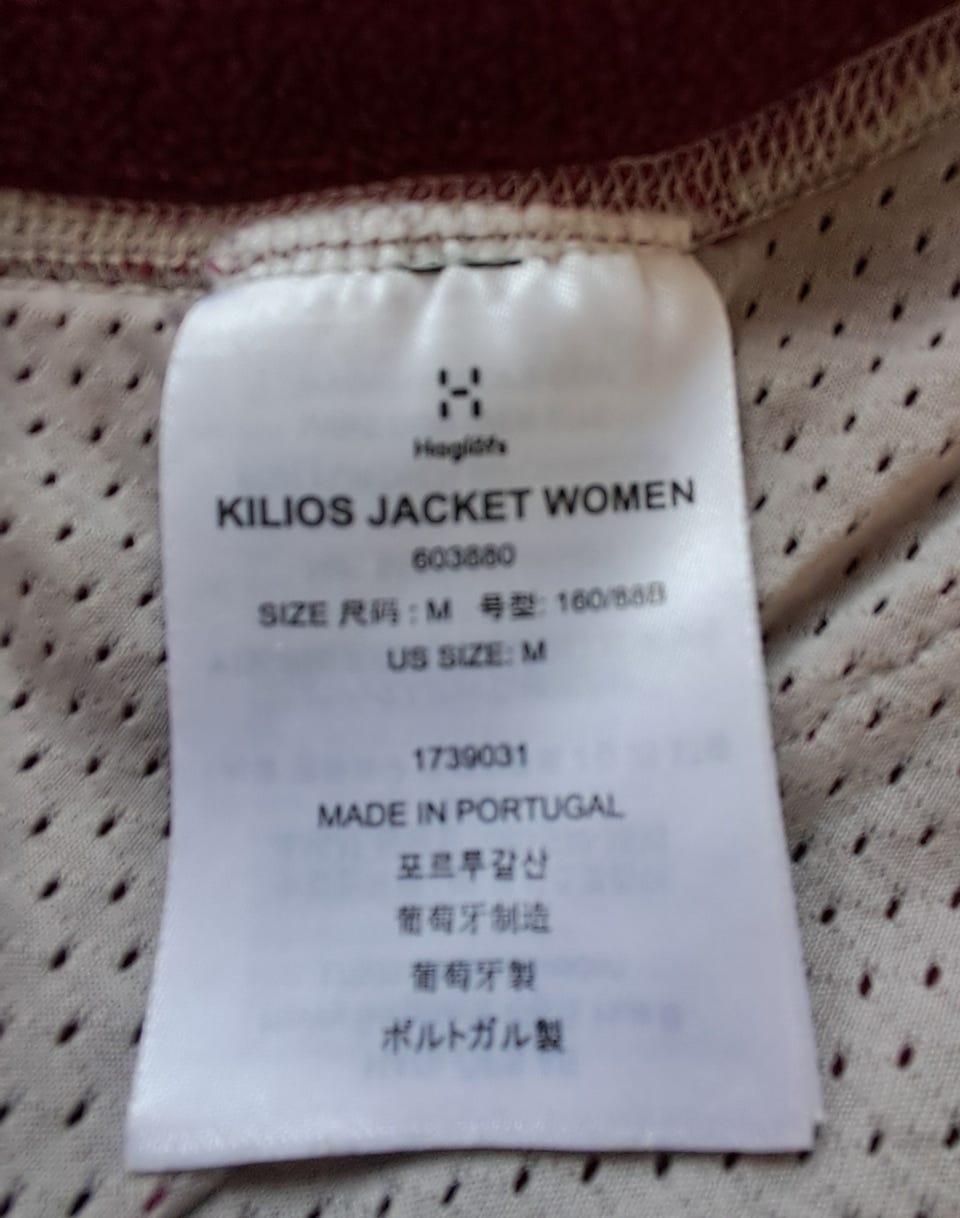 Haglöfs
KILIOS JACKET WOMEN
603880
SIZE 尺码 : M 号型: 160/88B
US SIZE: M
1739031
MADE IN PORTUGAL
포르투갈산
葡萄牙制造
葡萄牙製
ポルトガル製